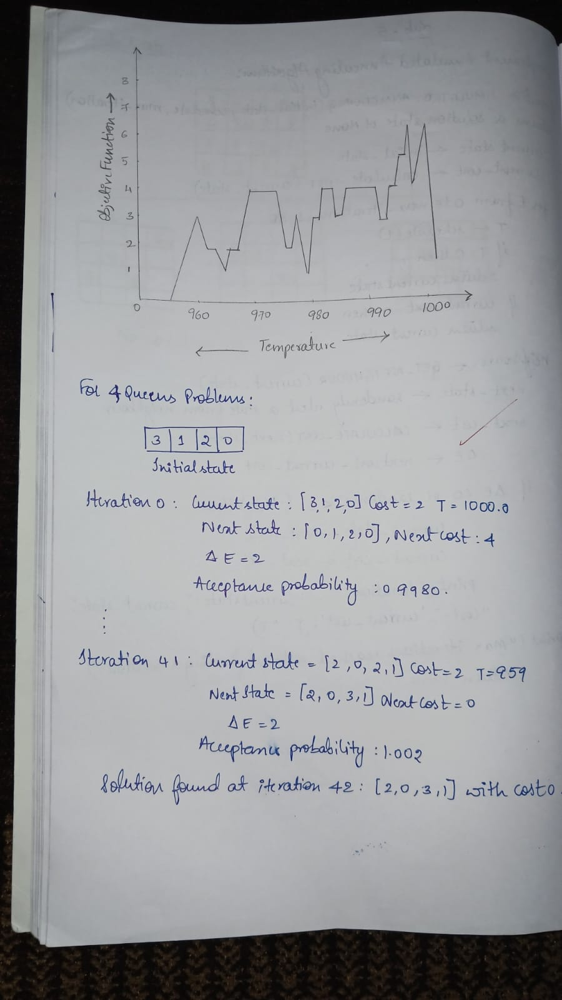 8
7
6
5
4
3
2
1
Objective Function →
0 960 970 980 990 1000
← Temperature →
For 4 Queens Problems:
3 1 2 0
Initial state
Iteration 0 : Current state : [3,1,2,0] Cost = 2 T = 1000.0
Next state : [0,1,2,0], Next cost : 4
Δ E = 2
Acceptance probability : 0 9980.
Iteration 41 : Current state = [2,0,2,1] Cost = 2 T=959
Next State = [2,0,3,1] Next Cost = 0
Δ E = 2
Acceptance probability : 1.002
Solution found at iteration 42: [2,0,3,1] with cost 0.